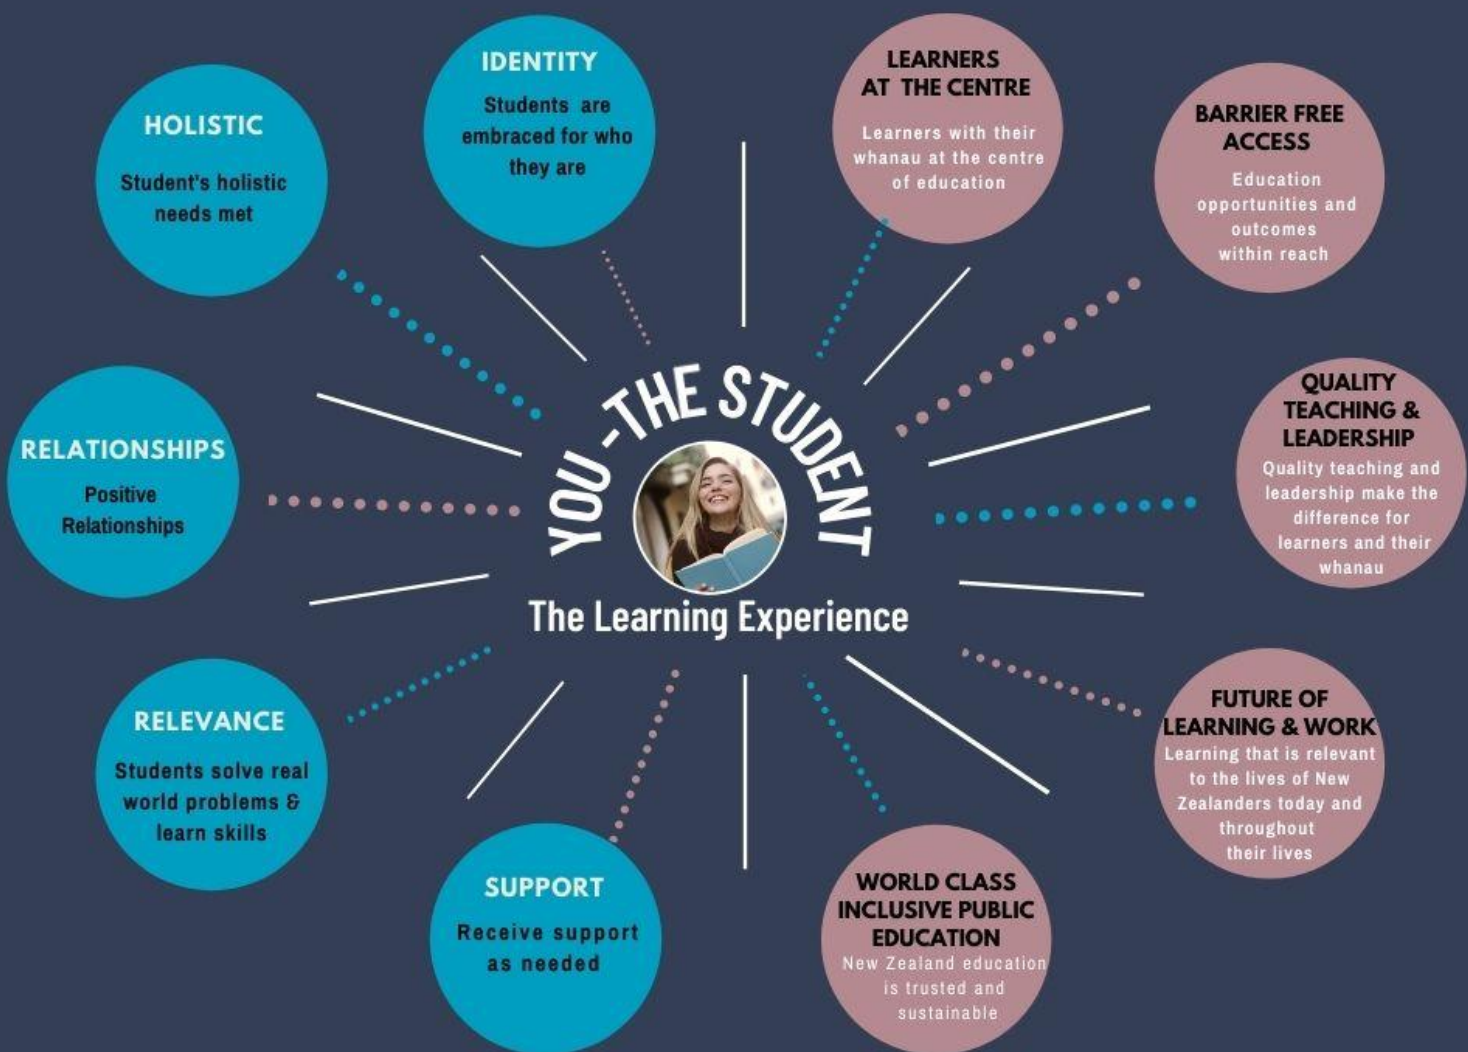 IDENTITY
Students are
embraced for who
they are
LEARNERS
AT THE CENTRE
Learners with their
whanau at the centre
of education
HOLISTIC
Student's holistic
needs met
BARRIER FREE
ACCESS
Education
opportunities and
outcomes
within reach
RELATIONSHIPS
Positive
Relationships
YOU -THE STUDENT
The Learning Experience
QUALITY
TEACHING &
LEADERSHIP
Quality teaching and
leadership make the
difference for
learners and their
whanau
RELEVANCE
Students solve real
world problems &
learn skills
FUTURE OF
LEARNING & WORK
Learning that is relevant
to the lives of New
Zealanders today and
throughout
their lives
SUPPORT
Receive support
as needed
WORLD CLASS
INCLUSIVE PUBLIC
EDUCATION
New Zealand education
is trusted and
sustainable